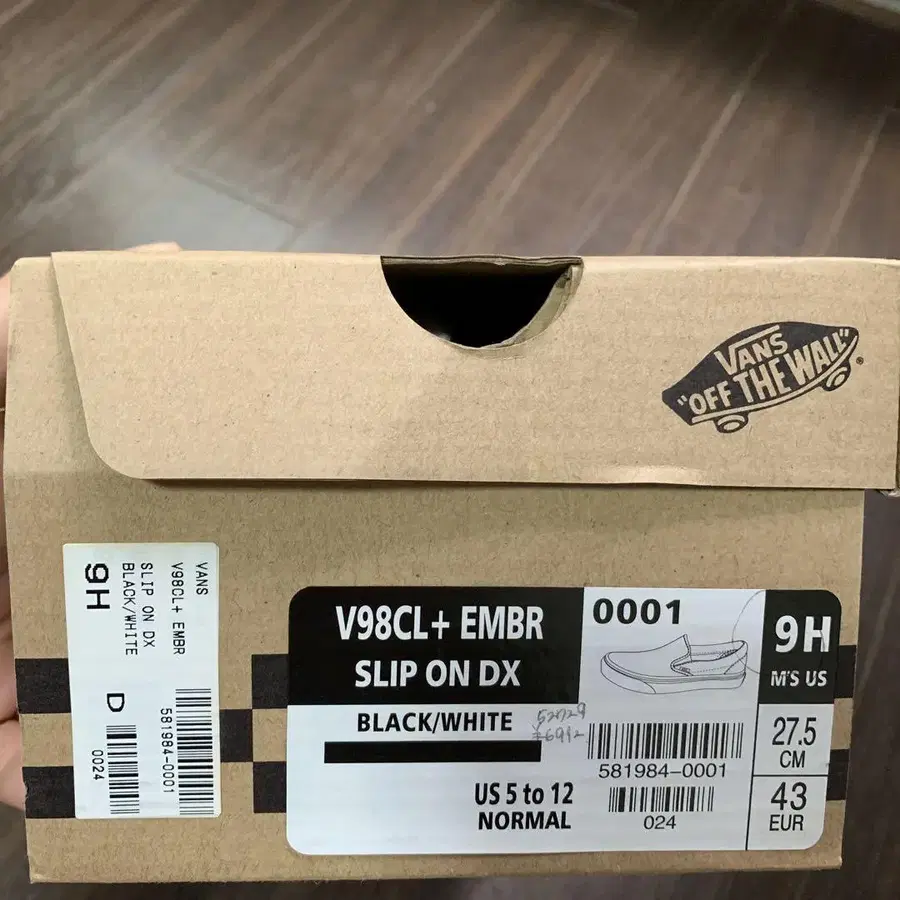 VANS
"OFF THE WALL"
®
VANS
V98CL+ EMBR
SLIP ON DX
BLACK/WHITE
9H
581984-0001
D
0024
V98CL+ EMBR
SLIP ON DX
BLACK/WHITE
US 5 to 12
NORMAL
0001
581984-0001
024
9H
M'S US
27.5
CM
43
EUR